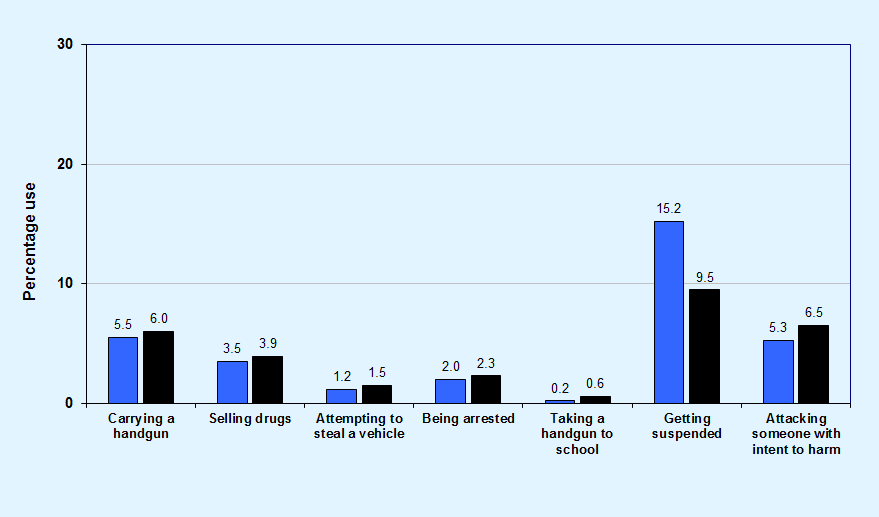 30
20
10
0
Percentage use
5.5
6.0
3.5
3.9
1.2
1.5
2.0
2.3
0.2
0.6
15.2
9.5
5.3
6.5
Carrying a
handgun
Selling drugs
Attempting to
steal a vehicle
Being arrested
Taking a
handgun to
school
Getting
suspended
Attacking
someone with
intent to harm